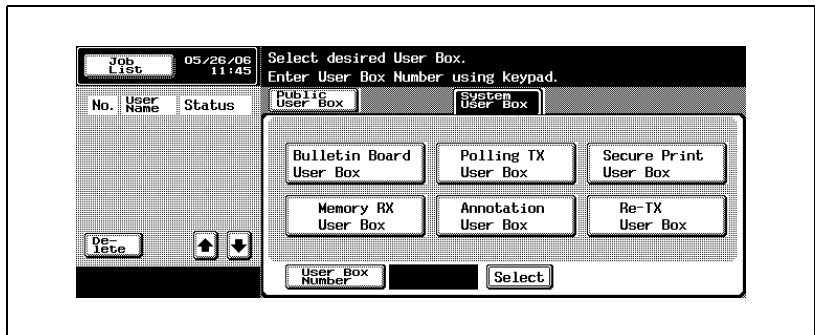 Job
List
05/26/06
11:45
Select desired User Box.
Enter User Box Number using keypad.
No.
User
Name
Status
Public
User Box
System
User Box
Bulletin Board
User Box
Polling TX
User Box
Secure Print
User Box
Memory RX
User Box
Annotation
User Box
Re-TX
User Box
De-
lete
User Box
Number
Select